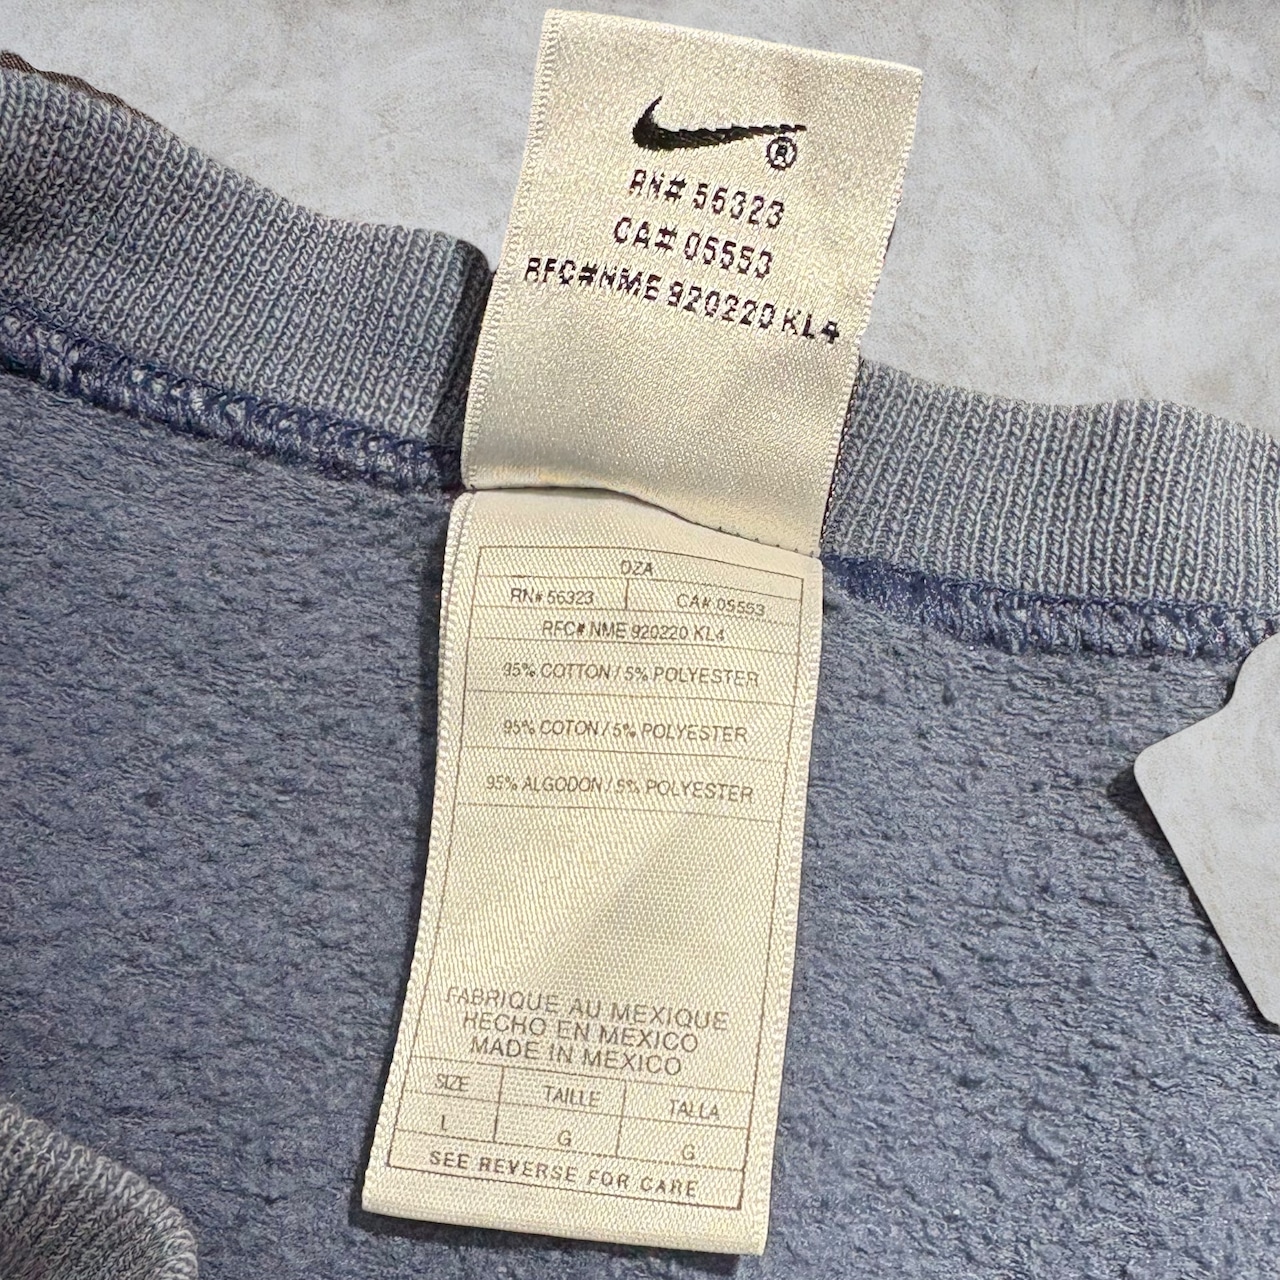 ®
RN# 56323
CA# 05553
RFC#NME 920220 KL4
OZA
RN# 56323 CA# 05553
RFC# NME 920220 KL4
95% COTTON / 5% POLYESTER
95% COTON / 5% POLYESTER
95% ALGODON / 5% POLYESTER
FABRIQUE AU MEXIQUE
HECHO EN MEXICO
MADE IN MEXICO
SIZE TAILLE TALLA
L G G
SEE REVERSE FOR CARE